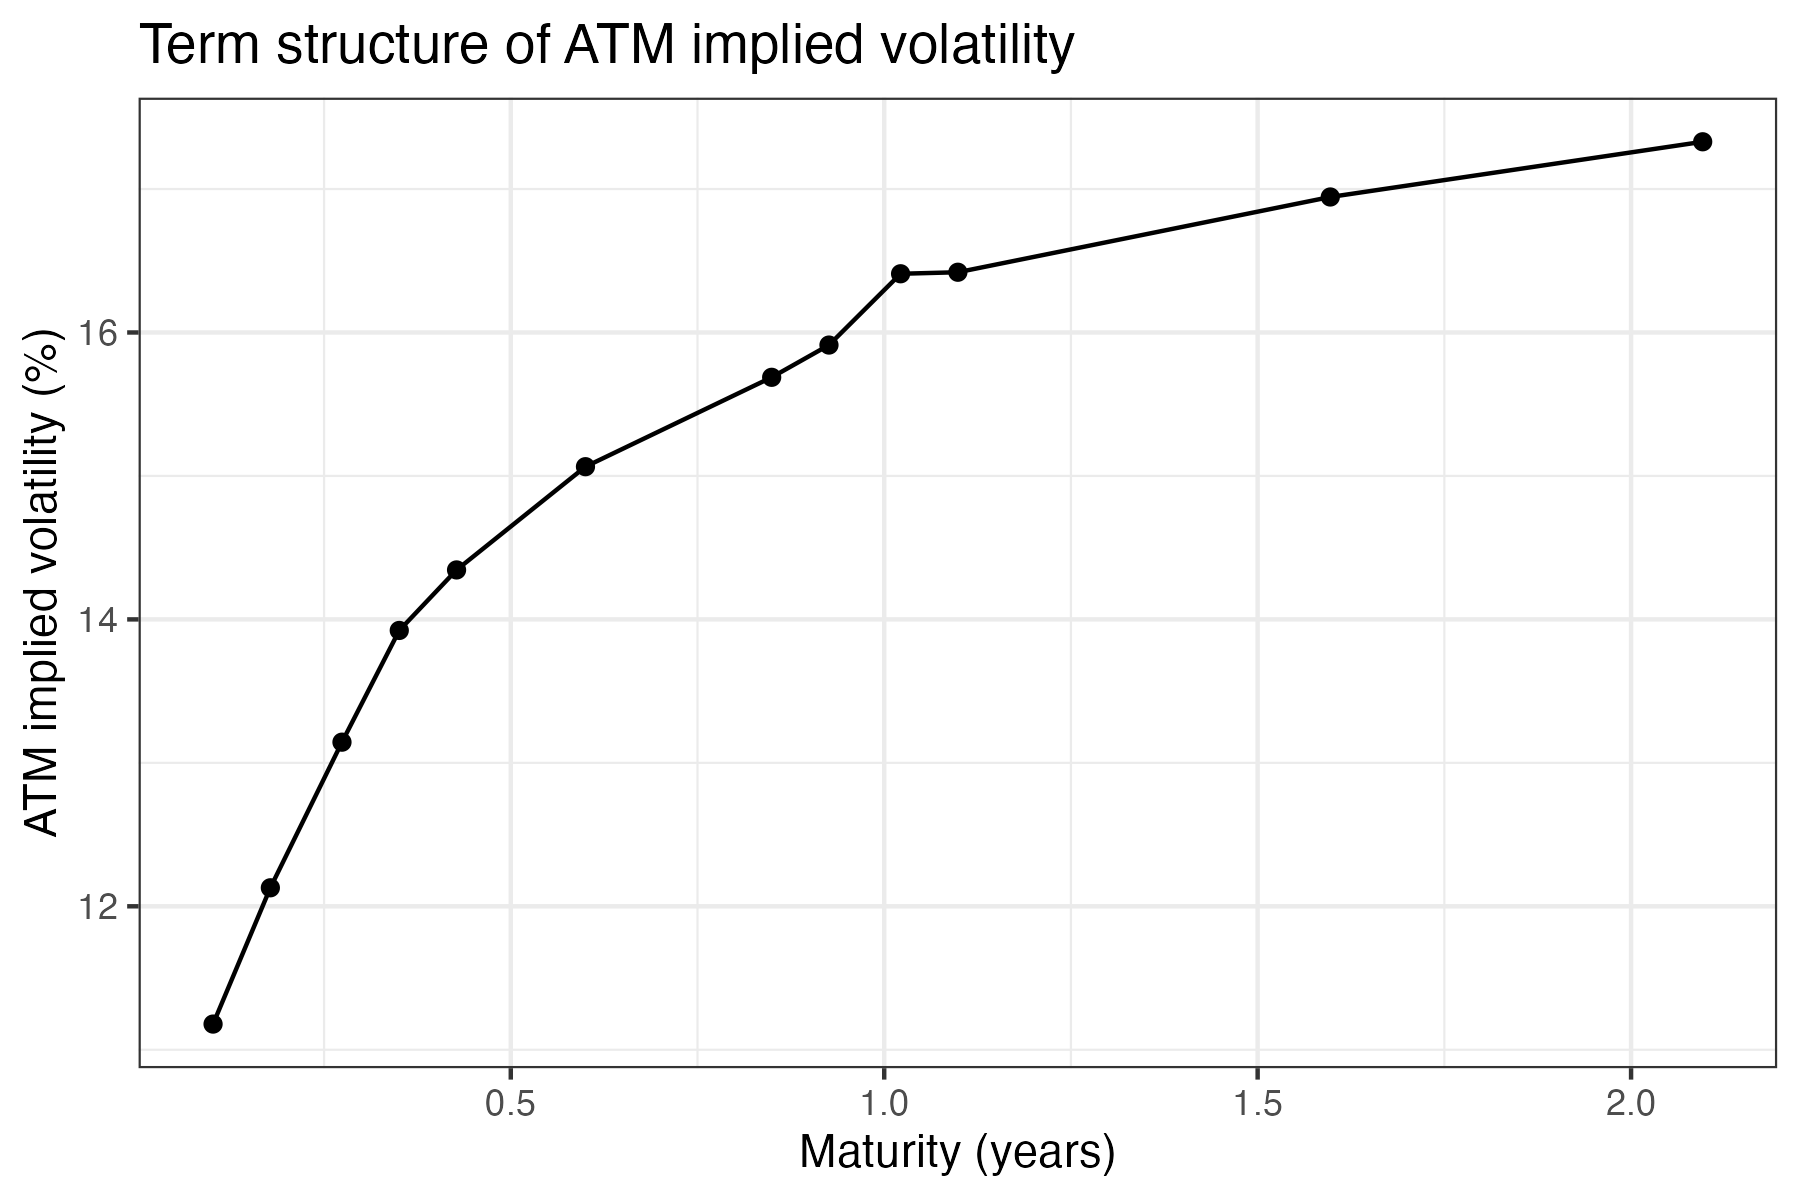 Term structure of ATM implied volatility
ATM implied volatility (%)
16
14
12
0.5 1.0 1.5 2.0
Maturity (years)